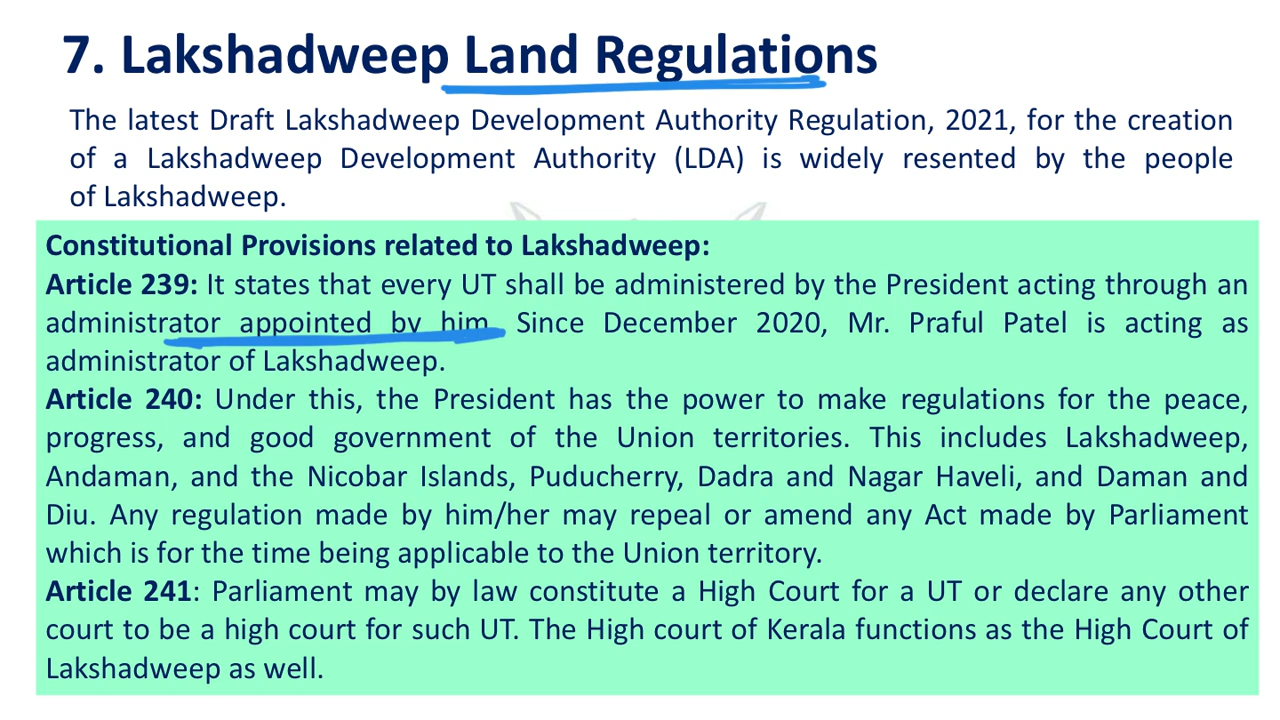 7. Lakshadweep Land Regulations
The latest Draft Lakshadweep Development Authority Regulation, 2021, for the creation
of a Lakshadweep Development Authority (LDA) is widely resented by the people
of Lakshadweep.
Constitutional Provisions related to Lakshadweep:
Article 239: It states that every UT shall be administered by the President acting through an
administrator appointed by him. Since December 2020, Mr. Praful Patel is acting as
administrator of Lakshadweep.
Article 240: Under this, the President has the power to make regulations for the peace,
progress, and good government of the Union territories. This includes Lakshadweep,
Andaman, and the Nicobar Islands, Puducherry, Dadra and Nagar Haveli, and Daman and
Diu. Any regulation made by him/her may repeal or amend any Act made by Parliament
which is for the time being applicable to the Union territory.
Article 241: Parliament may by law constitute a High Court for a UT or declare any other
court to be a high court for such UT. The High court of Kerala functions as the High Court of
Lakshadweep as well.